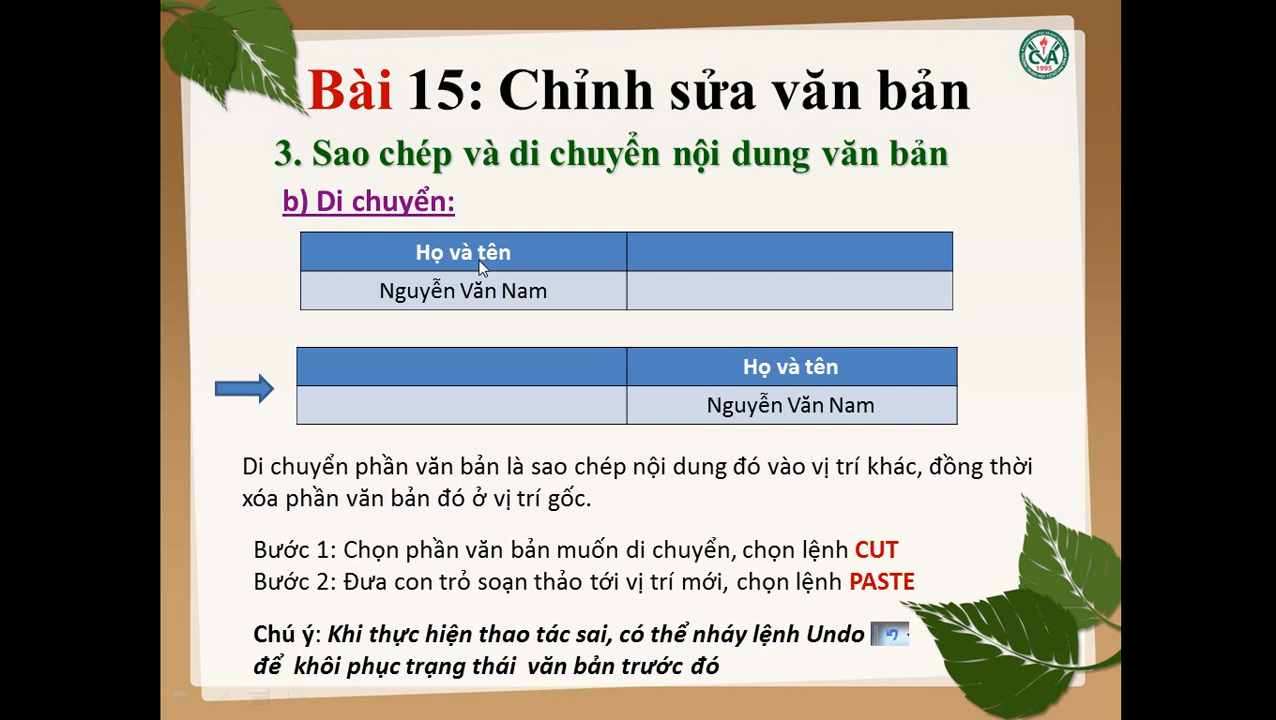 CVA
1995
Bài 15: Chỉnh sửa văn bản
3. Sao chép và di chuyển nội dung văn bản
b) Di chuyển:
Họ và tên
Nguyễn Văn Nam
Họ và tên
Nguyễn Văn Nam
Di chuyển phần văn bản là sao chép nội dung đó vào vị trí khác, đồng thời
xóa phần văn bản đó ở vị trí gốc.
Bước 1: Chọn phần văn bản muốn di chuyển, chọn lệnh CUT
Bước 2: Đưa con trỏ soạn thảo tới vị trí mới, chọn lệnh PASTE
Chú ý: Khi thực hiện thao tác sai, có thể nháy lệnh Undo
để khôi phục trạng thái văn bản trước đó